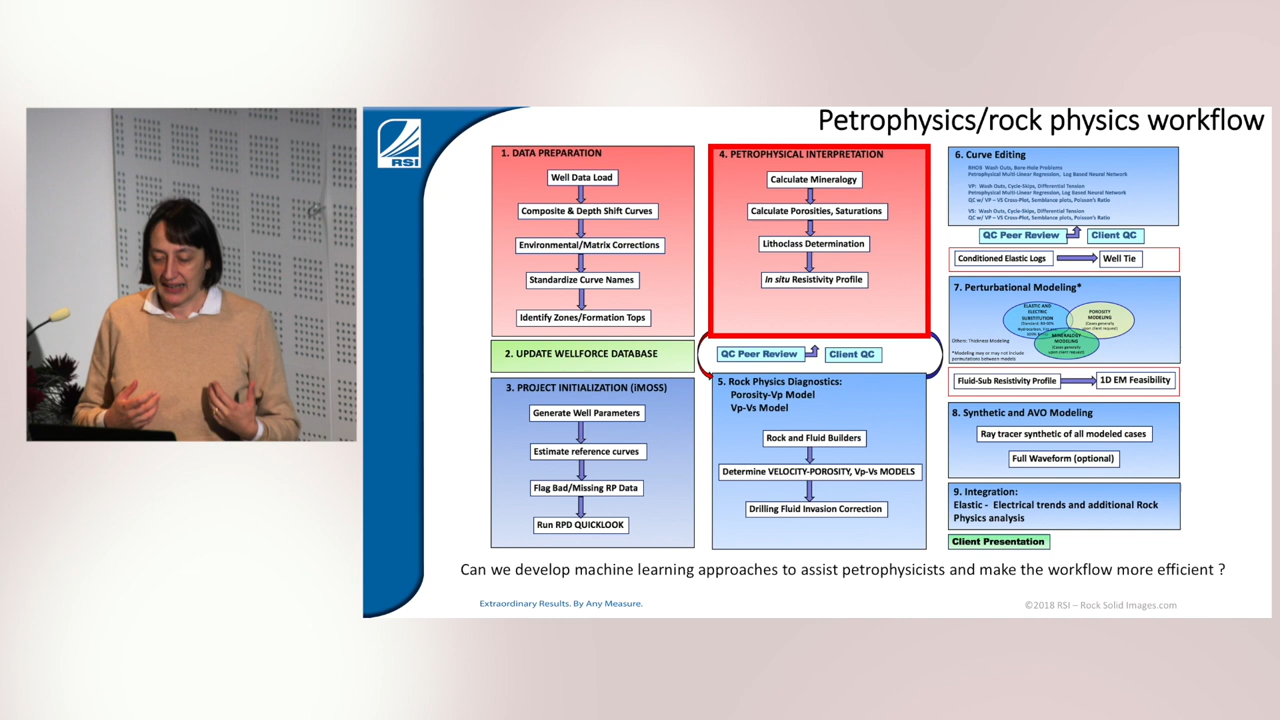 Petrophysics/rock physics workflow
RSI
1. DATA PREPARATION
Well Data Load
Composite & Depth Shift Curves
Environmental/Matrix Corrections
Standardize Curve Names
Identify Zones/Formation Tops
2. UPDATE WELLFORCE DATABASE
3. PROJECT INITIALIZATION (iMOSS)
Generate Well Parameters
Estimate reference curves
Flag Bad/Missing RP Data
Run RPD QUICKLOOK
4. PETROPHYSICAL INTERPRETATION
Calculate Mineralogy
Calculate Porosities, Saturations
Lithoclass Determination
In situ Resistivity Profile
QC Peer Review
Client QC
5. Rock Physics Diagnostics:
Porosity-Vp Model
Vp-Vs Model
Rock and Fluid Builders
Determine VELOCITY-POROSITY, Vp-Vs MODELS
Drilling Fluid Invasion Correction
6. Curve Editing
RHOB Wash Outs, Bore-Hole Problems
Petrophysical Multi-Linear Regression, Log Based Neural Network
VP: Wash Outs, Cycle-Skips, Differential Tension
Petrophysical Multi-Linear Regression, Log Based Neural Network
QC w/ VP – VS Cross-Plot, Semblance plots, Poisson's Ratio
VS: Wash Outs, Cycle-Skips, Differential Tension
QC w/ VP – VS Cross-Plot, Semblance plots, Poisson's Ratio
QC Peer Review
Client QC
Conditioned Elastic Logs
Well Tie
7. Perturbational Modeling*
ELASTIC AND
ELECTRIC
SUBSTITUTION
POROSITY
MODELING
(Cases generally
upon client request)
MINERALOGY
MODELING
(Cases generally
upon client request)
Others: Thickness Modeling
*Modeling may or may not include
permutations between models
Fluid-Sub Resistivity Profile
1D EM Feasibility
8. Synthetic and AVO Modeling
Ray tracer synthetic of all modeled cases
Full Waveform (optional)
9. Integration:
Elastic - Electrical trends and additional Rock
Physics analysis
Client Presentation
Can we develop machine learning approaches to assist petrophysicists and make the workflow more efficient ?
Extraordinary Results. By Any Measure.
©2018 RSI – Rock Solid Images.com